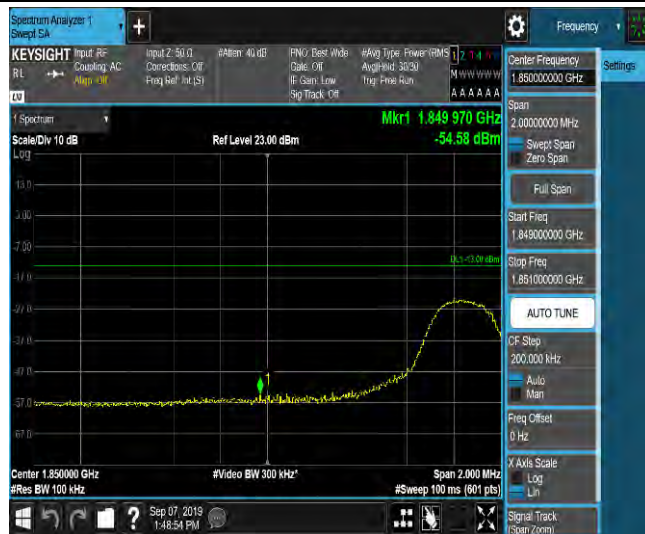 Spectrum Analyzer 1
Swept SA
Frequency
KEYSIGHT
RL
Input: RF
Coupling: AC
Align: Off
Input Z: 50 Ω
Corrections: Off
Freq Ref: Int (S)
#Atten: 40 dB
PNO: Best Wide
Gate: Off
IF Gain: Low
Sig Track: Off
#Avg Type: Power (RMS
Avg|Hold: 30/30
Trig: Free Run
M W W W W W
A A A A A A
1 Spectrum
Scale/Div 10 dB
Ref Level 23.00 dBm
Mkr1 1.849 970 GHz
-54.58 dBm
Log
13.0
3.00
-7.00
DL1 -13.00 dBm
-17.0
-27.0
-37.0
-47.0
1
-57.0
-67.0
Center 1.850000 GHz
#Video BW 300 kHz*
Span 2.000 MHz
#Res BW 100 kHz
#Sweep 100 ms (601 pts)
Sep 07, 2019
1:48:54 PM
Center Frequency
1.850000000 GHz
Settings
Span
2.00000000 MHz
Swept Span
Zero Span
Full Span
Start Freq
1.849000000 GHz
Stop Freq
1.851000000 GHz
AUTO TUNE
CF Step
200.000 kHz
Auto
Man
Freq Offset
0 Hz
X Axis Scale
Log
Lin
Signal Track
(Span Zoom)